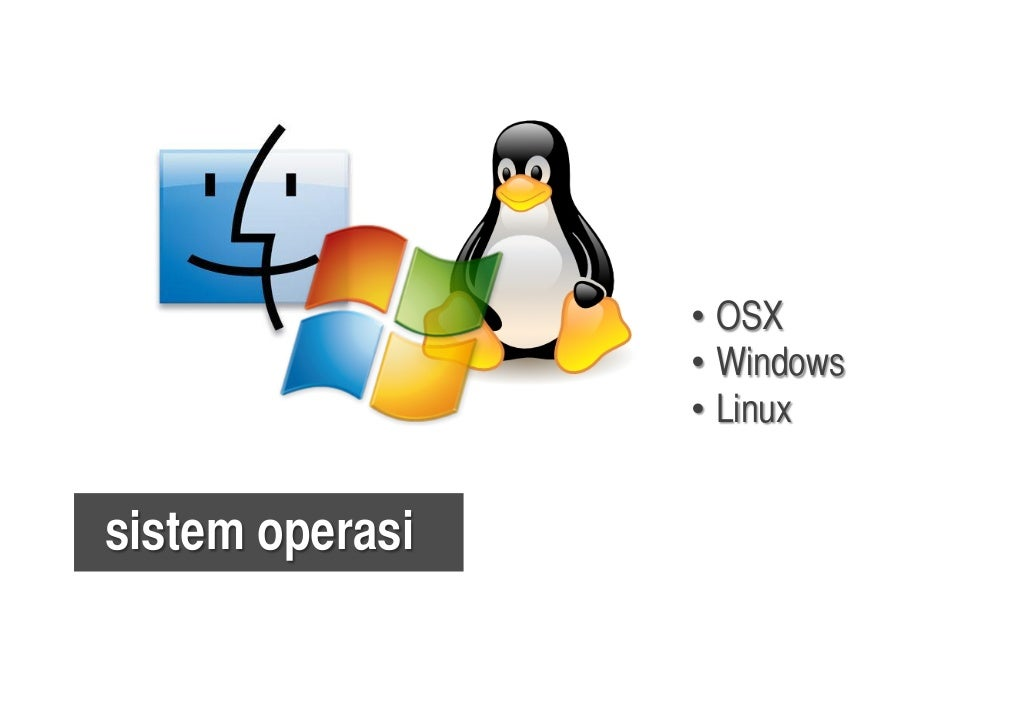 • OSX
• Windows
• Linux
sistem operasi